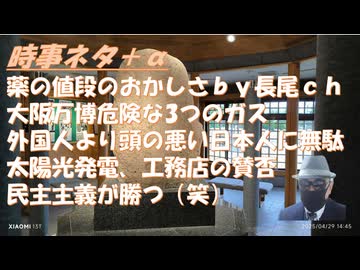 時事ネタ+α
薬の値段のおかしさby長尾ch
大阪万博危険な3つのガス
外国人より頭の悪い日本人に無駄
太陽光発電、工務店の賛否
民主主義が勝つ(笑)
XIAOMI 13T
2025/04/29 14:45